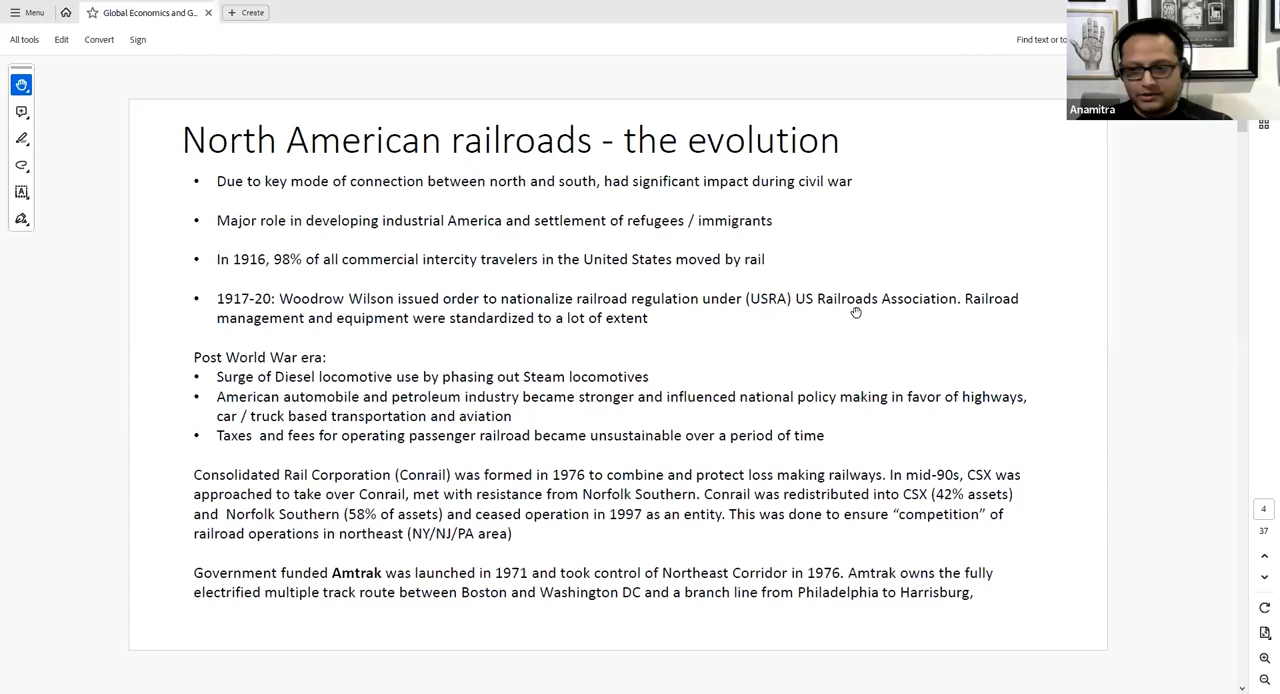 Menu
Global Economics and G...
Create
All tools
Edit
Convert
Sign
Find text or to
Anamitra
North American railroads - the evolution
• Due to key mode of connection between north and south, had significant impact during civil war
• Major role in developing industrial America and settlement of refugees / immigrants
• In 1916, 98% of all commercial intercity travelers in the United States moved by rail
• 1917-20: Woodrow Wilson issued order to nationalize railroad regulation under (USRA) US Railroads Association. Railroad
management and equipment were standardized to a lot of extent
Post World War era:
• Surge of Diesel locomotive use by phasing out Steam locomotives
• American automobile and petroleum industry became stronger and influenced national policy making in favor of highways,
car / truck based transportation and aviation
• Taxes and fees for operating passenger railroad became unsustainable over a period of time
Consolidated Rail Corporation (Conrail) was formed in 1976 to combine and protect loss making railways. In mid-90s, CSX was
approached to take over Conrail, met with resistance from Norfolk Southern. Conrail was redistributed into CSX (42% assets)
and Norfolk Southern (58% of assets) and ceased operation in 1997 as an entity. This was done to ensure “competition” of
railroad operations in northeast (NY/NJ/PA area)
Government funded Amtrak was launched in 1971 and took control of Northeast Corridor in 1976. Amtrak owns the fully
electrified multiple track route between Boston and Washington DC and a branch line from Philadelphia to Harrisburg,
4
37